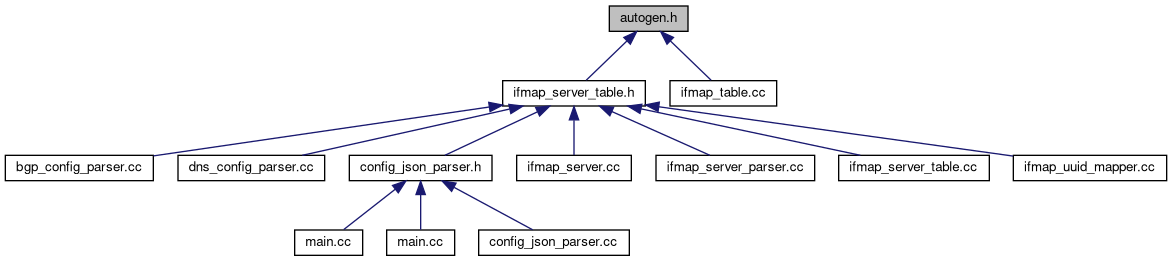 autogen.h
ifmap_server_table.h
ifmap_table.cc
bgp_config_parser.cc
dns_config_parser.cc
config_json_parser.h
ifmap_server.cc
ifmap_server_parser.cc
ifmap_server_table.cc
ifmap_uuid_mapper.cc
main.cc
main.cc
config_json_parser.cc